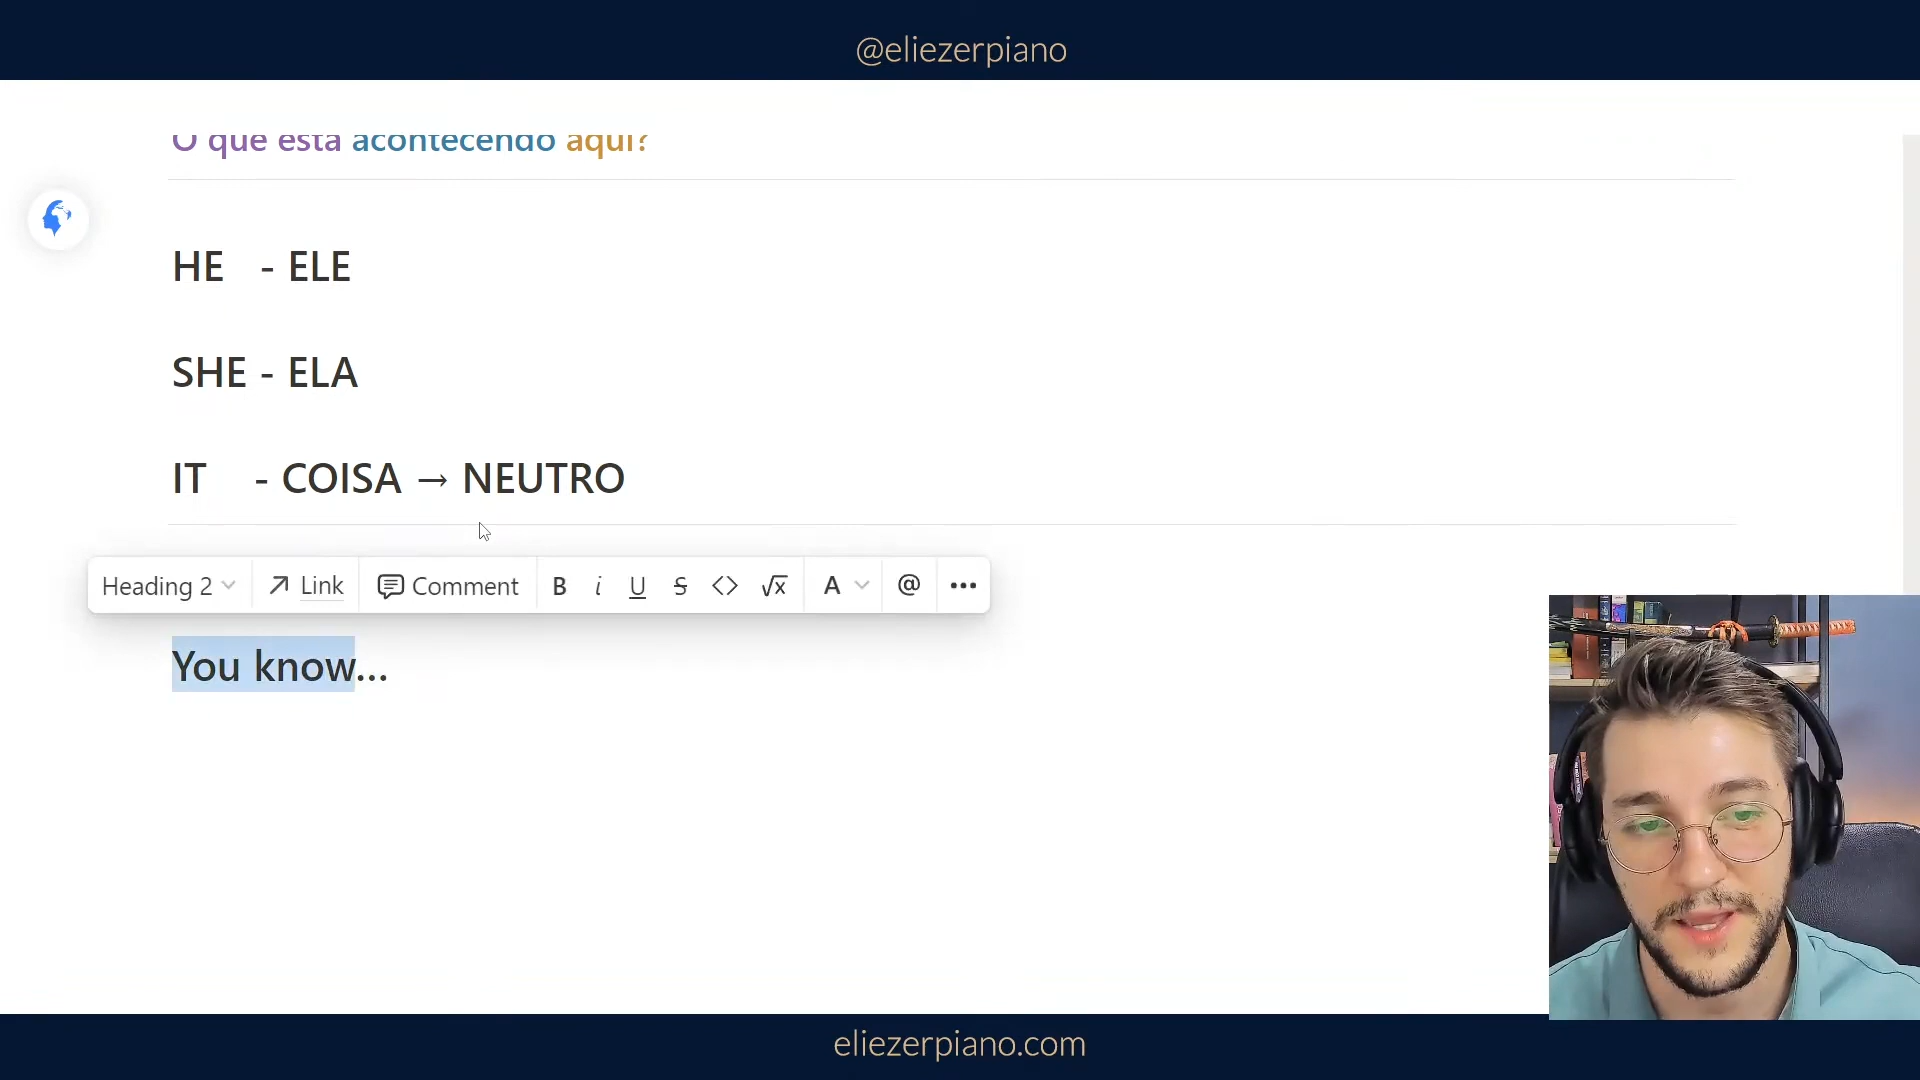 @eliezerpiano
O que está acontecendo aqui?
HE - ELE
SHE - ELA
IT - COISA → NEUTRO
Heading 2 Link Comment B i U S <> √x A @ •••
You know...
eliezerpiano.com